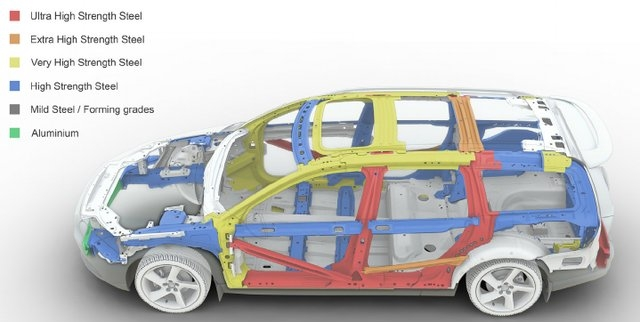 Ultra High Strength Steel
Extra High Strength Steel
Very High Strength Steel
High Strength Steel
Mild Steel / Forming grades
Aluminium